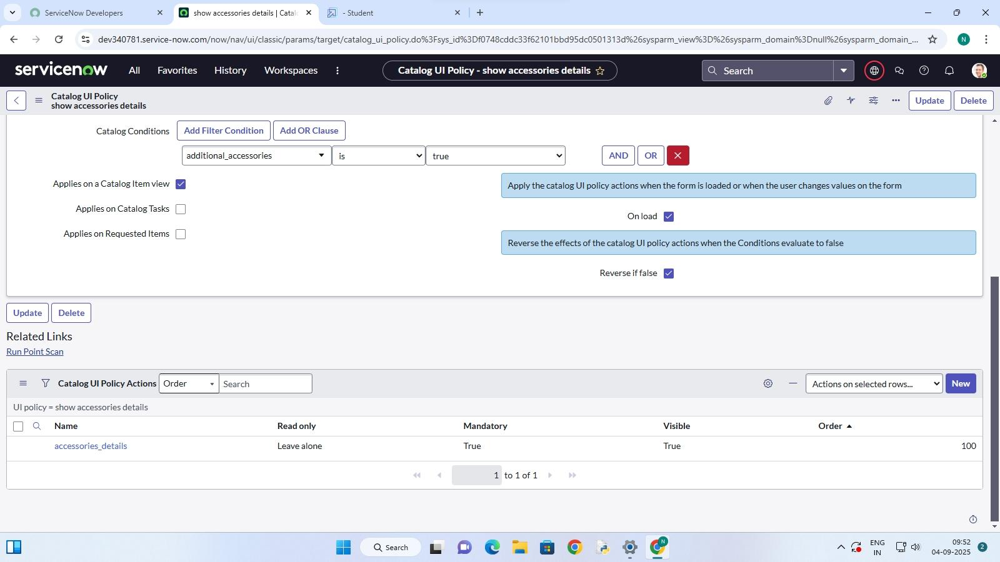 ServiceNow Developers
show accessories details | Catal
- Student
dev340781.service-now.com/now/nav/ui/classic/params/target/catalog_ui_policy.do%3Fsys_id%3Df0748cddc33f62101bbd95dc0501313d%26sysparm_view%3D%26sysparm_domain%3Dnull%26sysparm_domain_...
N
servicenow
All
Favorites
History
Workspaces
Catalog UI Policy - show accessories details
Search
Catalog UI Policy
show accessories details
Update
Delete
Catalog Conditions
Add Filter Condition
Add OR Clause
additional_accessories
is
true
AND
OR
Applies on a Catalog Item view
Apply the catalog UI policy actions when the form is loaded or when the user changes values on the form
Applies on Catalog Tasks
On load
Applies on Requested Items
Reverse the effects of the catalog UI policy actions when the Conditions evaluate to false
Reverse if false
Update
Delete
Related Links
Run Point Scan
Catalog UI Policy Actions
Order
Search
Actions on selected rows...
New
UI policy = show accessories details
Name
Read only
Mandatory
Visible
Order
accessories_details
Leave alone
True
True
100
1 to 1 of 1
Search
N
ENG
IN
09:52
04-09-2025
2